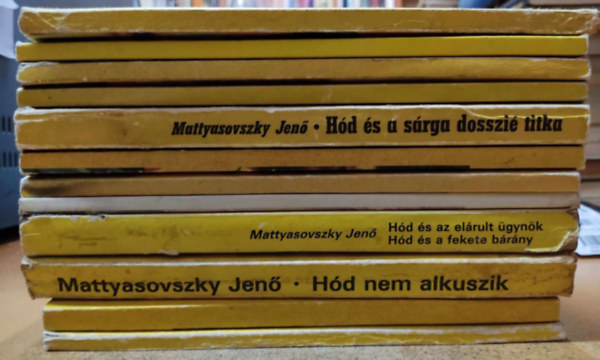 Mattyasovszky Jenő • Hód és a sárga dosszié titka
Mattyasovszky Jenő Hód és az elárult ügynök
Hód és a fekete bárány
Mattyasovszky Jenő • Hód nem alkuszik